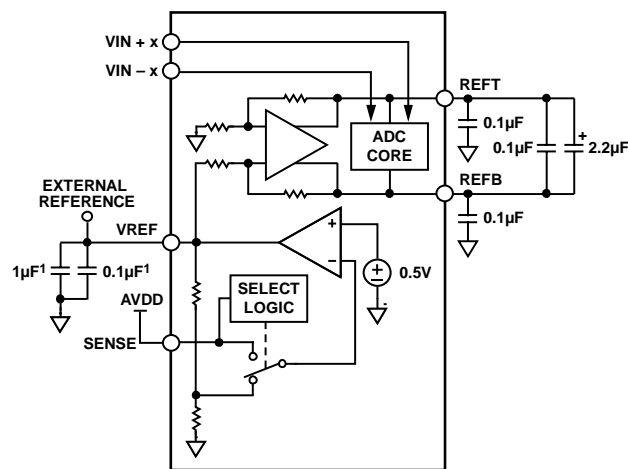 VIN + x
VIN – x
REFT
ADC
CORE
0.1µF
0.1µF
+
2.2µF
REFB
0.1µF
EXTERNAL
REFERENCE
VREF
1µF¹
0.1µF¹
+
–
0.5V
SELECT
LOGIC
AVDD
SENSE